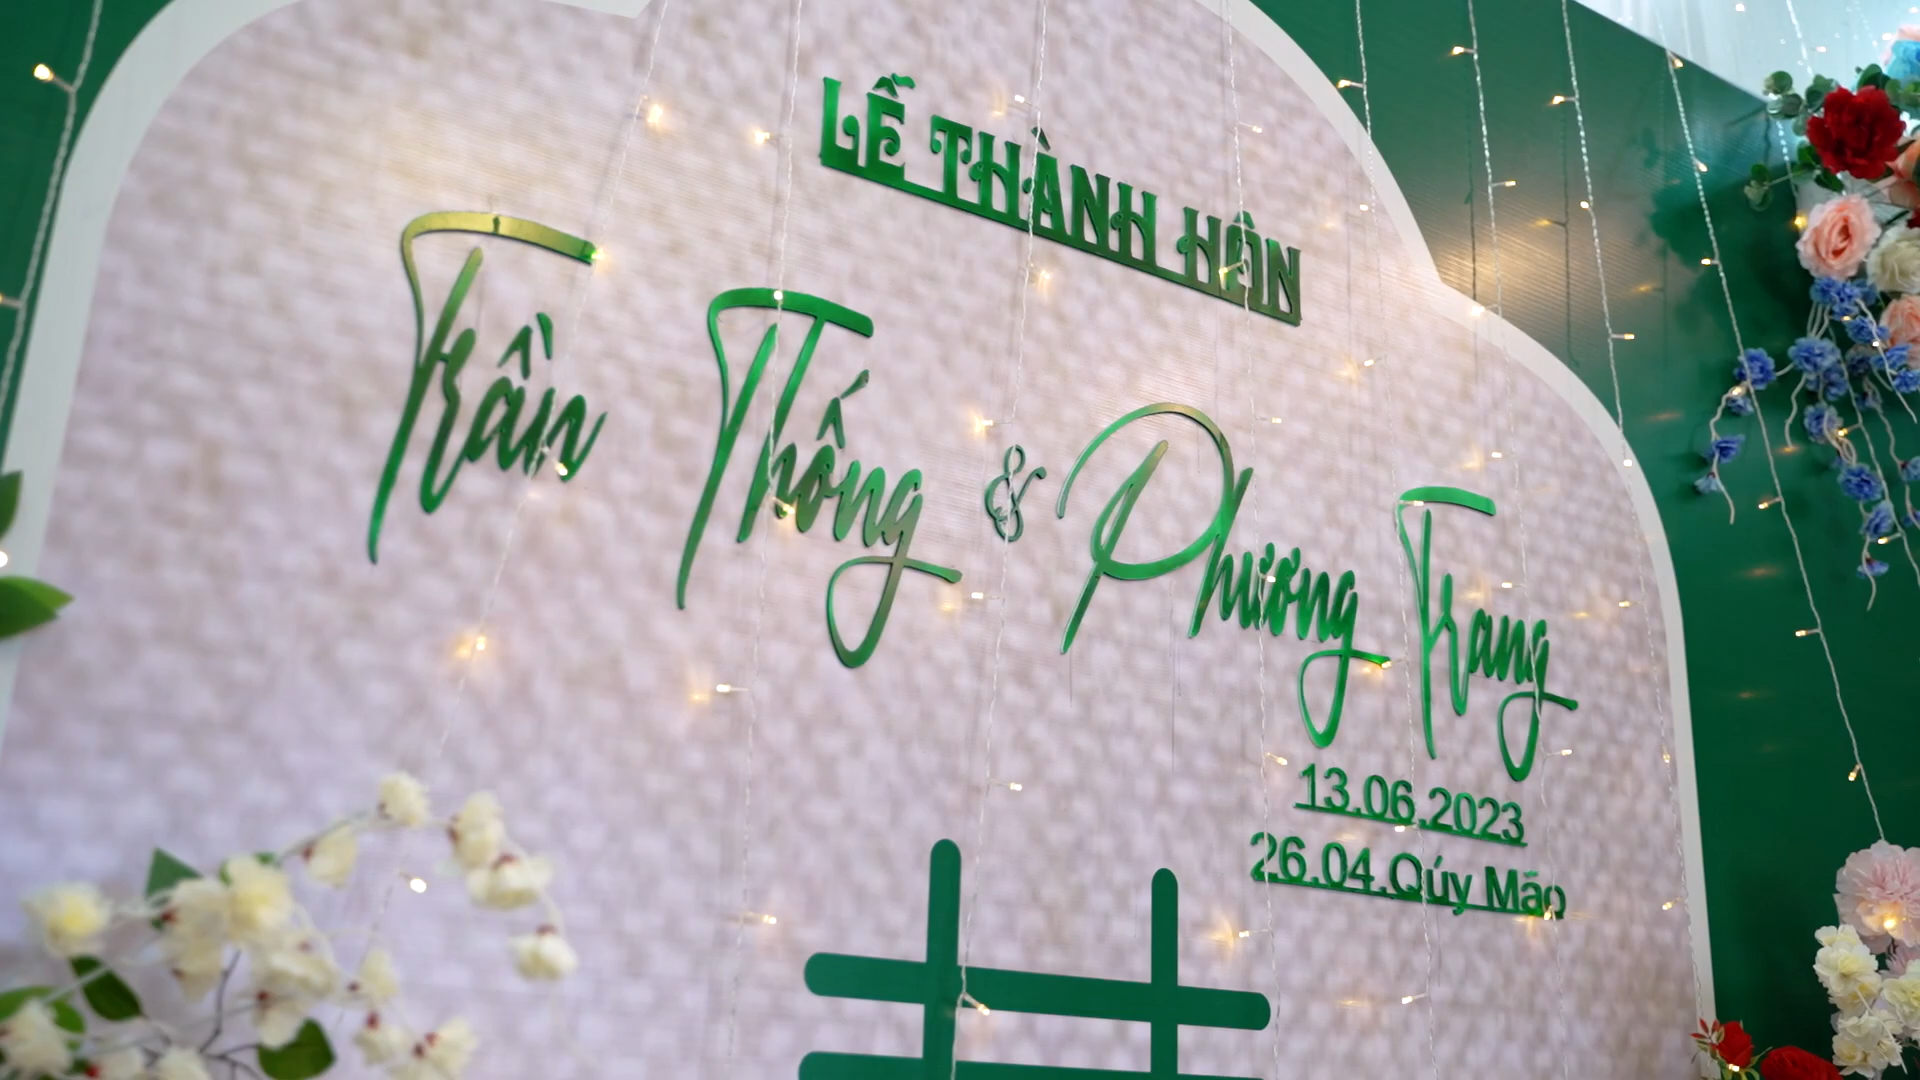 LỄ THÀNH HÔN
Trần Thống & Phương Trang
13.06.2023
26.04.Qúy Mão